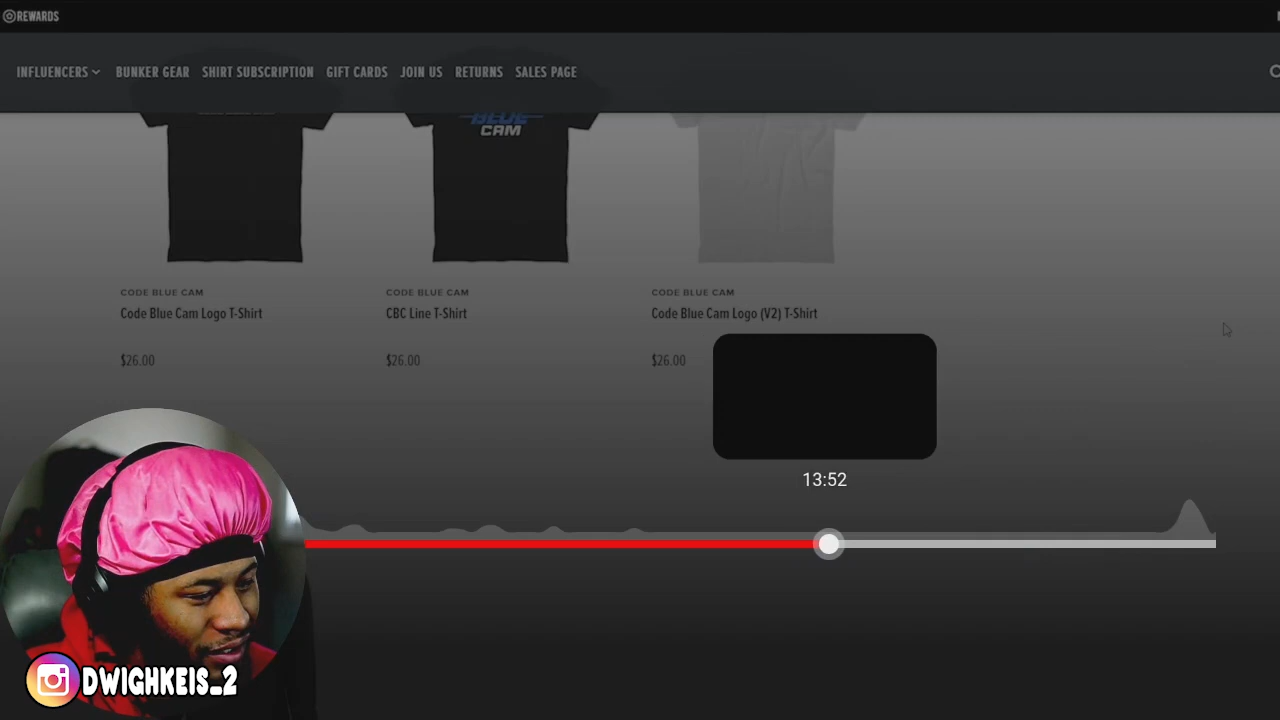 REWARDS
INFLUENCERS BUNKER GEAR SHIRT SUBSCRIPTION GIFT CARDS JOIN US RETURNS SALES PAGE
BLUE
CAM
CODE BLUE CAM CODE BLUE CAM CODE BLUE CAM
Code Blue Cam Logo T-Shirt CBC Line T-Shirt Code Blue Cam Logo (V2) T-Shirt
$26.00 $26.00 $26.00
13:52
DWIGHKEIS_2